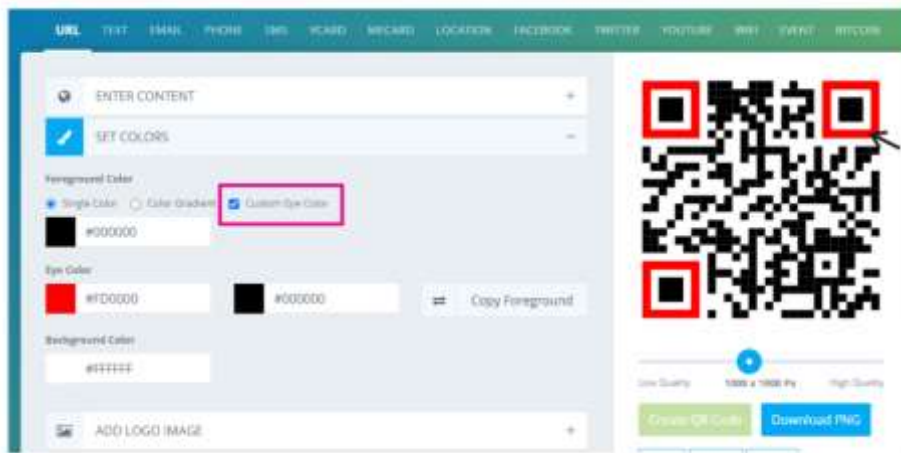 URL TEXT EMAIL PHONE SMS VCARD MECARD LOCATION FACEBOOK TWITTER YOUTUBE WIFI EVENT BITCOIN
ENTER CONTENT +
SET COLORS −
Foreground Color
Single Color Color Gradient Custom Eye Color
#000000
Eye Color
#FD0000 #000000 Copy Foreground
Background Color
#FFFFFF
Low Quality 1000 x 1000 Px High Quality
Create QR Code Download PNG
ADD LOGO IMAGE +